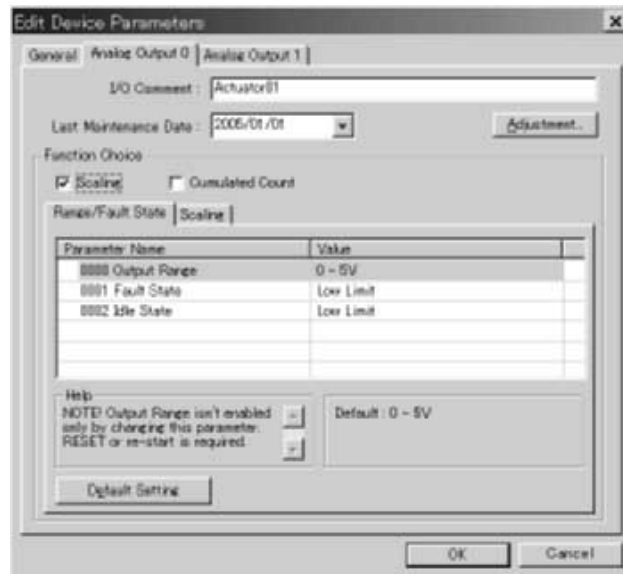 Edit Device Parameters
General Analog Output 0 Analog Output 1
I/O Comment : Actuator01
Last Maintenance Date : 2005/01/01 Adjustment..
Function Choice
Scaling Cumulated Count
Range/Fault State Scaling
Parameter Name Value
0000 Output Range 0 - 5V
0001 Fault State Low Limit
0002 Idle State Low Limit
Help
NOTE! Output Range isn't enabled
only by changing this parameter.
RESET or re-start is required.
Default : 0 - 5V
Default Setting
OK Cancel